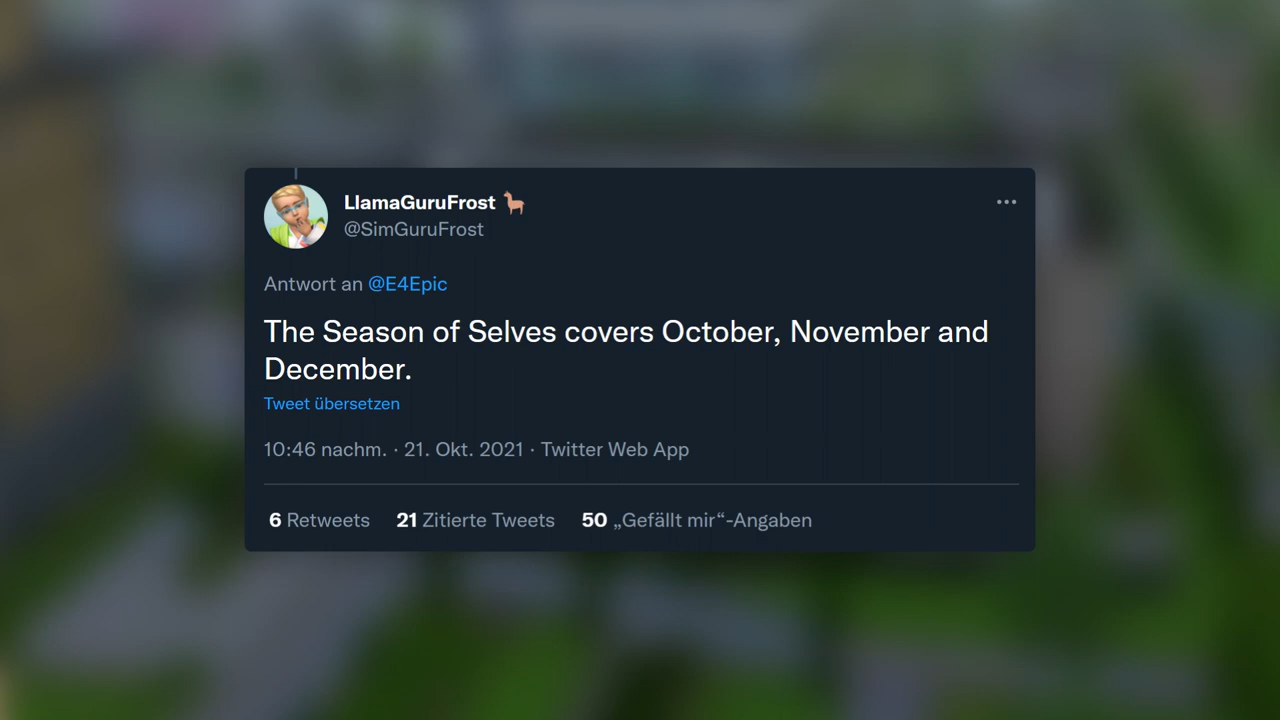 LlamaGuruFrost 🦙
@SimGuruFrost
Antwort an @E4Epic
The Season of Selves covers October, November and
December.
Tweet übersetzen
10:46 nachm. · 21. Okt. 2021 · Twitter Web App
6 Retweets 21 Zitierte Tweets 50 „Gefällt mir“-Angaben